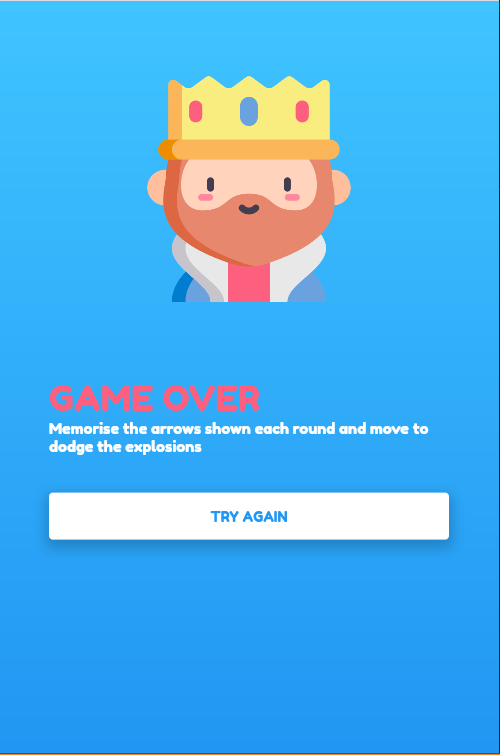 GAME OVER
Memorise the arrows shown each round and move to
dodge the explosions
TRY AGAIN